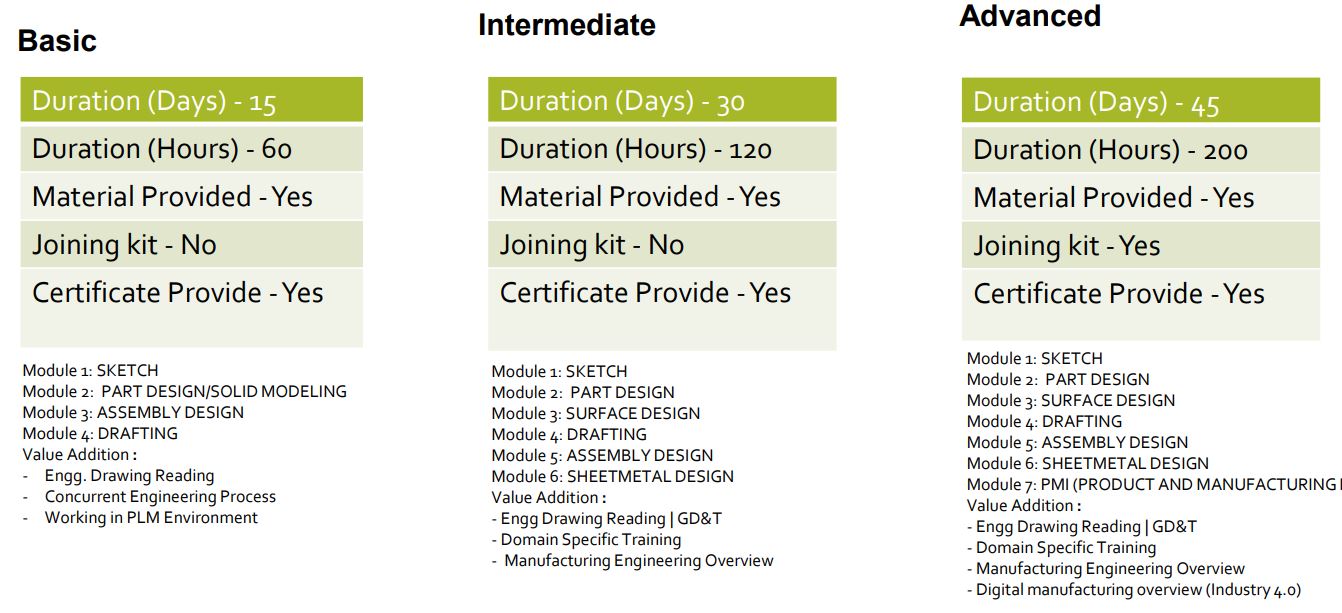 Basic
Duration (Days) - 15
Duration (Hours) - 60
Material Provided - Yes
Joining kit - No
Certificate Provide - Yes
Module 1: SKETCH
Module 2:  PART DESIGN/SOLID MODELING
Module 3: ASSEMBLY DESIGN
Module 4: DRAFTING
Value Addition :
- Engg. Drawing Reading
- Concurrent Engineering Process
- Working in PLM Environment
Intermediate
Duration (Days) - 30
Duration (Hours) - 120
Material Provided - Yes
Joining kit - No
Certificate Provide - Yes
Module 1: SKETCH
Module 2:  PART DESIGN
Module 3: SURFACE DESIGN
Module 4: DRAFTING
Module 5: ASSEMBLY DESIGN
Module 6: SHEETMETAL DESIGN
Value Addition :
- Engg Drawing Reading | GD&T
- Domain Specific Training
-  Manufacturing Engineering Overview
Advanced
Duration (Days) - 45
Duration (Hours) - 200
Material Provided - Yes
Joining kit - Yes
Certificate Provide - Yes
Module 1: SKETCH
Module 2:  PART DESIGN
Module 3: SURFACE DESIGN
Module 4: DRAFTING
Module 5: ASSEMBLY DESIGN
Module 6: SHEETMETAL DESIGN
Module 7: PMI (PRODUCT AND MANUFACTURING
Value Addition :
- Engg Drawing Reading | GD&T
- Domain Specific Training
- Manufacturing Engineering Overview
- Digital manufacturing overview (Industry 4.0)